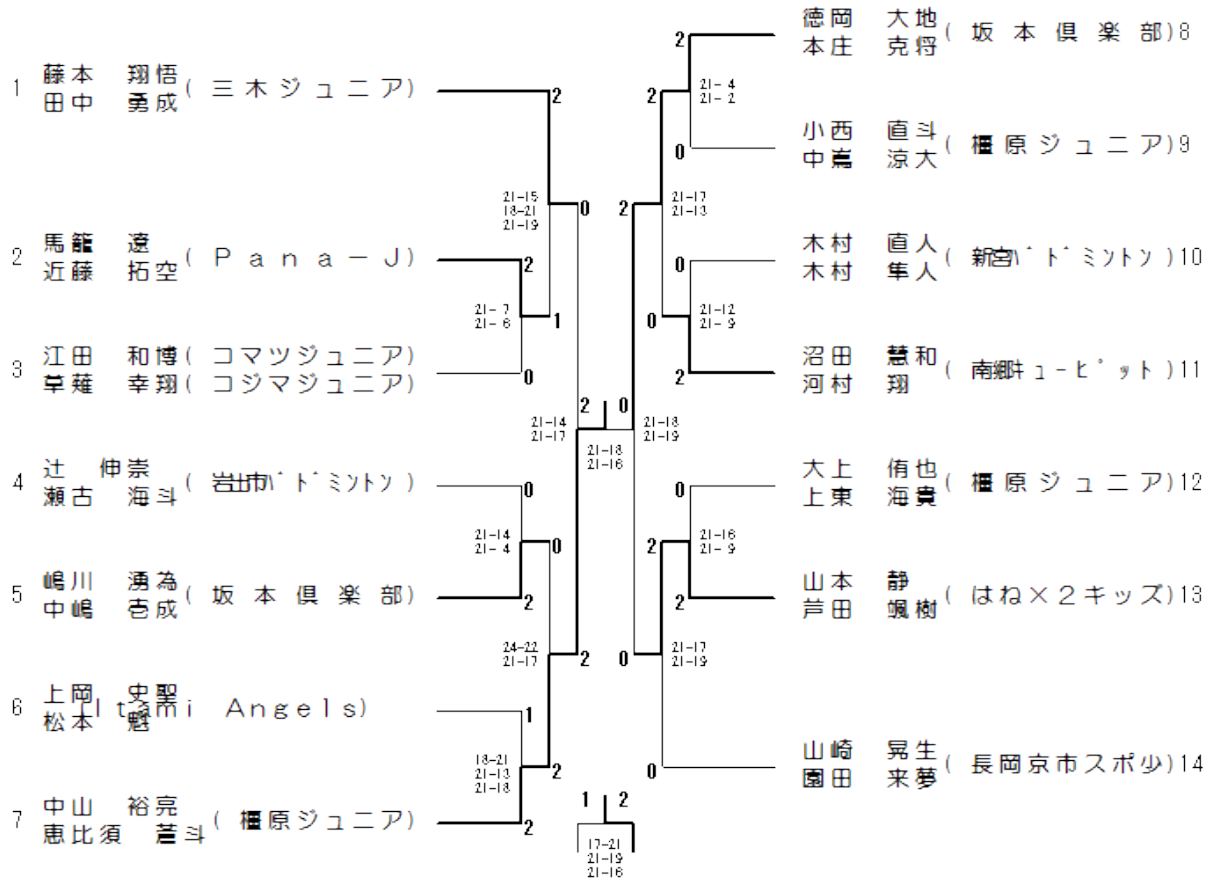 1 藤本 翔悟
田中 勇成 ( 三木ジュニア)
2
21-15
18-21
21-19
0
2 馬籠 遼
近藤 拓空 ( Pana-J)
2
21- 7
21- 6
1
3 江田 和博( コマツジュニア)
草薙 幸翔( コジマジュニア)
0
2
21-14
21-17
4 辻 伸崇
瀬古 海斗 ( 岩出市バドミントン )
0
21-14
21- 4
0
5 嶋川 湧為
中嶋 壱成 ( 坂本倶楽部)
2
24-22
21-17
2
6 上岡 史聖
松本 魁 (Itami Angels)
1
18-21
21-13
21-18
2
7 中山 裕亮
恵比須 蒼斗 ( 橿原ジュニア)
2
徳岡 大地
本庄 克将 ( 坂本倶楽部)8
2
21- 4
21- 2
2
小西 直斗
中嶌 涼大 ( 橿原ジュニア)9
0
21-17
21-13
2
木村 直人
木村 隼人 ( 新宮バドミントン )10
0
21-12
21- 9
0
沼田 慧和
河村 翔 ( 南郷キューピット )11
2
0
21-18
21-19
21-18
21-16
大上 侑也
上東 海貴 ( 橿原ジュニア)12
0
21-16
21- 9
2
山本 静
芦田 颯樹 ( はね×2キッズ)13
2
21-17
21-19
0
山崎 晃生
園田 来夢 ( 長岡京市スポ少)14
0
1 2
17-21
21-19
21-16